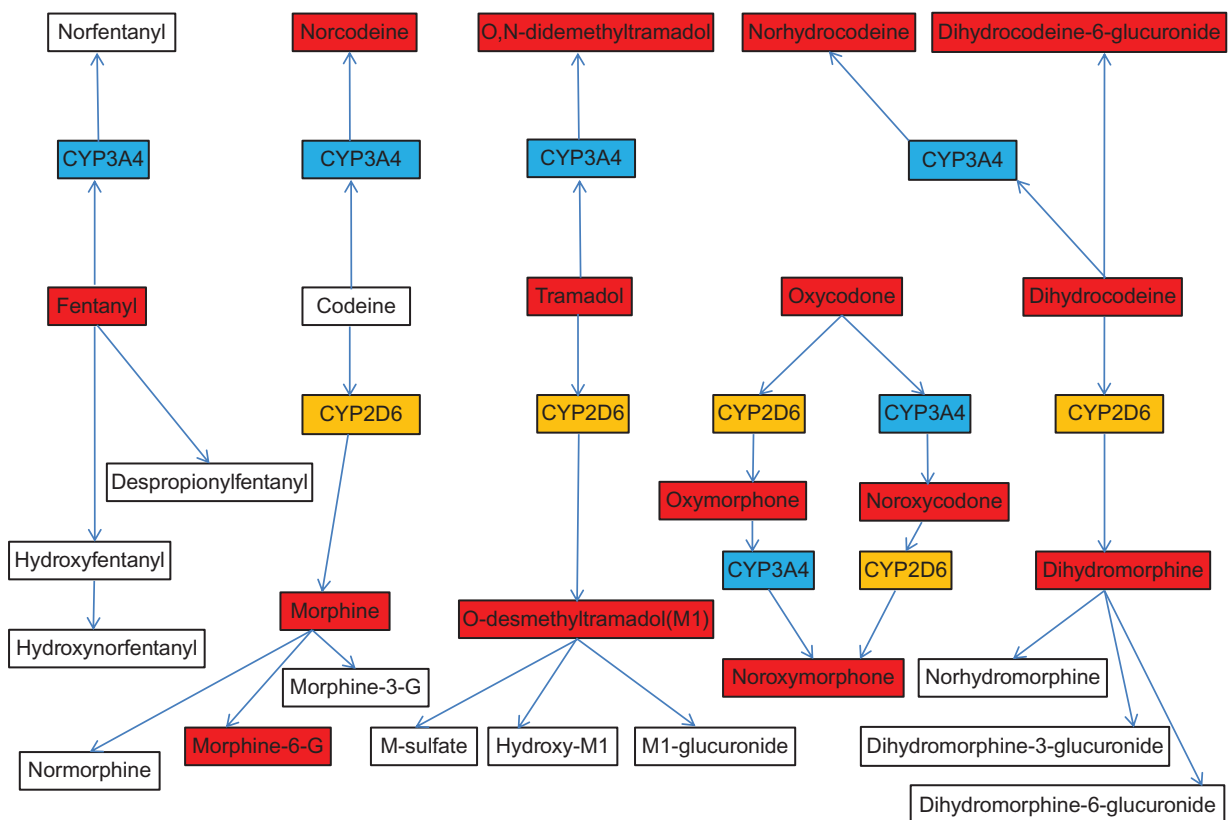 Norfentanyl
Norcodeine
O,N-didemethyltramadol
Norhydrocodeine
Dihydrocodeine-6-glucuronide
CYP3A4
CYP3A4
CYP3A4
CYP3A4
Fentanyl
Codeine
Tramadol
Oxycodone
Dihydrocodeine
CYP2D6
CYP2D6
CYP2D6
CYP3A4
CYP2D6
Despropionylfentanyl
Oxymorphone
Noroxycodone
Hydroxyfentanyl
CYP3A4
CYP2D6
Dihydromorphine
Morphine
O-desmethyltramadol(M1)
Hydroxynorfentanyl
Morphine-3-G
Noroxymorphone
Norhydromorphine
Normorphine
Morphine-6-G
M-sulfate
Hydroxy-M1
M1-glucuronide
Dihydromorphine-3-glucuronide
Dihydromorphine-6-glucuronide